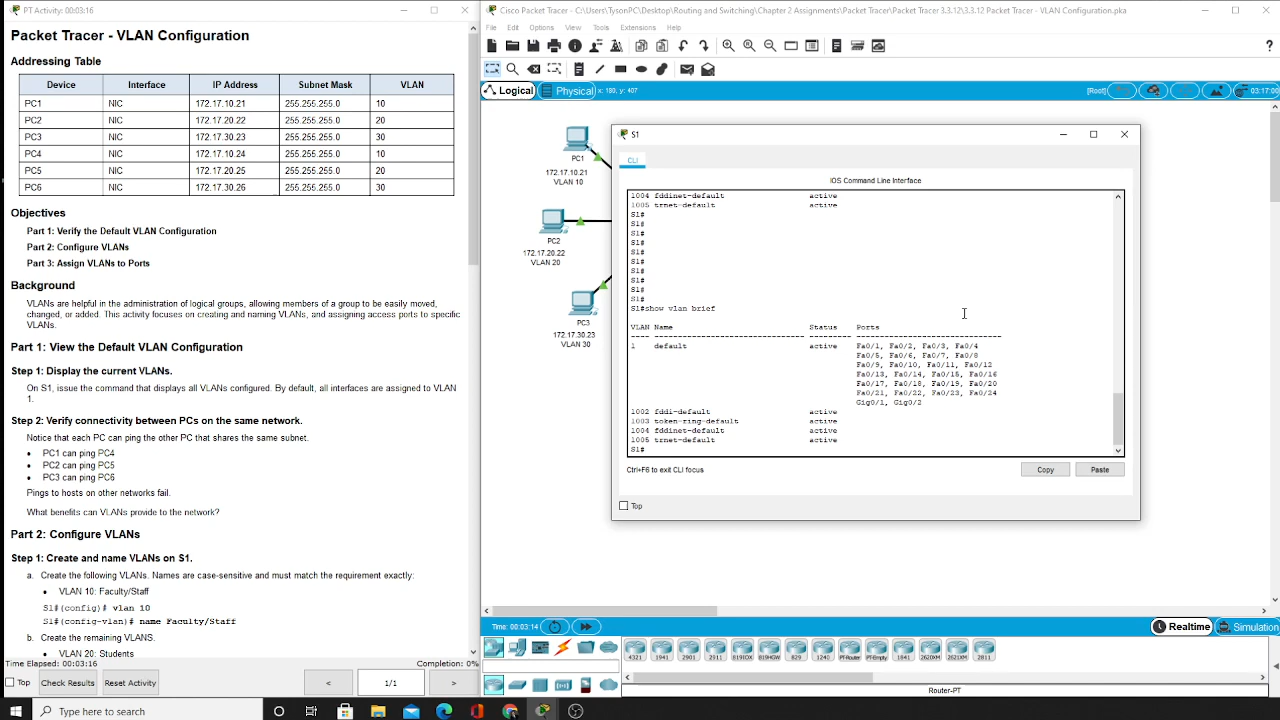 PT Activity: 00:03:16
Packet Tracer - VLAN Configuration
Addressing Table
Device Interface IP Address Subnet Mask VLAN
PC1 NIC 172.17.10.21 255.255.255.0 10
PC2 NIC 172.17.20.22 255.255.255.0 20
PC3 NIC 172.17.30.23 255.255.255.0 30
PC4 NIC 172.17.10.24 255.255.255.0 10
PC5 NIC 172.17.20.25 255.255.255.0 20
PC6 NIC 172.17.30.26 255.255.255.0 30
Objectives
Part 1: Verify the Default VLAN Configuration
Part 2: Configure VLANs
Part 3: Assign VLANs to Ports
Background
VLANs are helpful in the administration of logical groups, allowing members of a group to be easily moved,
changed, or added. This activity focuses on creating and naming VLANs, and assigning access ports to specific
VLANs.
Part 1: View the Default VLAN Configuration
Step 1: Display the current VLANs.
On S1, issue the command that displays all VLANs configured. By default, all interfaces are assigned to VLAN
1.
Step 2: Verify connectivity between PCs on the same network.
Notice that each PC can ping the other PC that shares the same subnet.
• PC1 can ping PC4
• PC2 can ping PC5
• PC3 can ping PC6
Pings to hosts on other networks fail.
What benefits can VLANs provide to the network?
Part 2: Configure VLANs
Step 1: Create and name VLANs on S1.
a. Create the following VLANs. Names are case-sensitive and must match the requirement exactly:
• VLAN 10: Faculty/Staff
S1#(config)# vlan 10
S1#(config-vlan)# name Faculty/Staff
b. Create the remaining VLANS.
• VLAN 20: Students
Time Elapsed: 00:03:16 Completion: 0%
Top Check Results Reset Activity < 1/1 >
Cisco Packet Tracer - C:\Users\TysonPC\Desktop\Routing and Switching\Chapter 2 Assignments\Packet Tracer\Packet Tracer 3.3.12\3.3.12 Packet Tracer - VLAN Configuration.pka
File Edit Options View Tools Extensions Help
Logical Physical x: 180, y: 407 [Root] 03:17:00
PC1
172.17.10.21
VLAN 10
PC2
172.17.20.22
VLAN 20
PC3
172.17.30.23
VLAN 30
S1
CLI
IOS Command Line Interface
1004 fddinet-default active
1005 trnet-default active
S1#
S1#
S1#
S1#
S1#
S1#
S1#
S1#
S1#
S1#
S1#show vlan brief
VLAN Name Status Ports
---- -------------------------------- --------- -------------------------------
1 default active Fa0/1, Fa0/2, Fa0/3, Fa0/4
Fa0/5, Fa0/6, Fa0/7, Fa0/8
Fa0/9, Fa0/10, Fa0/11, Fa0/12
Fa0/13, Fa0/14, Fa0/15, Fa0/16
Fa0/17, Fa0/18, Fa0/19, Fa0/20
Fa0/21, Fa0/22, Fa0/23, Fa0/24
Gig0/1, Gig0/2
1002 fddi-default active
1003 token-ring-default active
1004 fddinet-default active
1005 trnet-default active
S1#
Ctrl+F6 to exit CLI focus Copy Paste
Top
Time: 00:03:14 Realtime Simulation
4321 1941 2901 2911 819IOX 819HGW 829 1240 PT-Router PT-Empty 1841 2620XM 2621XM 2811
Router-PT
Type here to search